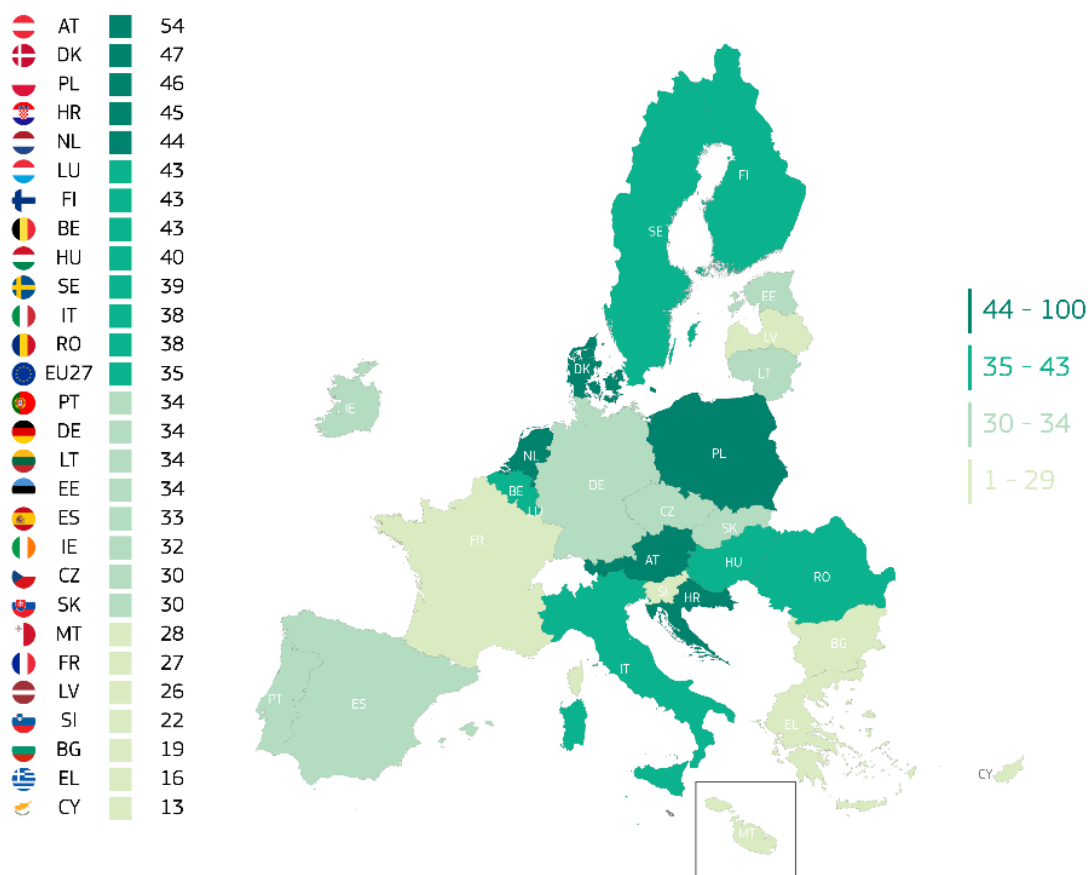 AT 54
DK 47
PL 46
HR 45
NL 44
LU 43
FI 43
BE 43
HU 40
SE 39
IT 38
RO 38
EU27 35
PT 34
DE 34
LT 34
EE 34
ES 33
IE 32
CZ 30
SK 30
MT 28
FR 27
LV 26
SI 22
BG 19
EL 16
CY 13
FI
SE
EE
LV
LT
DK
IE
NL
PL
BE
DE
LU
CZ
SK
FR
AT
HU
RO
SI
HR
BG
IT
PT
ES
EL
CY
MT
44 - 100
35 - 43
30 - 34
1 - 29